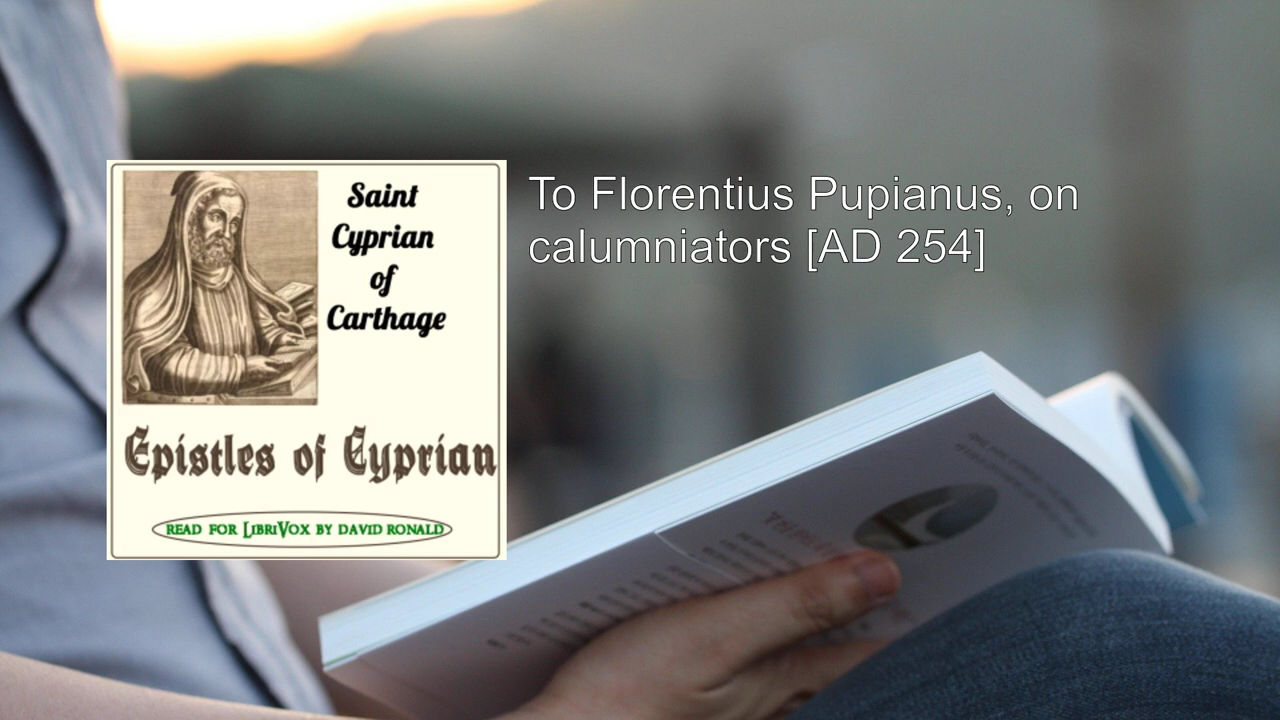 Saint
Cyprian
of
Carthage
Epistles of Cyprian
READ FOR LIBRIVOX BY DAVID RONALD
To Florentius Pupianus, on
calumniators [AD 254]